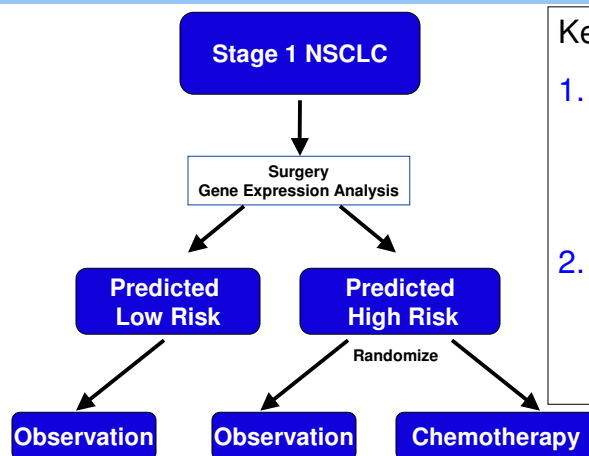 Stage 1 NSCLC
Ke
1.
Surgery
Gene Expression Analysis
2.
Predicted
Low Risk
Predicted
High Risk
Randomize
Observation
Observation
Chemotherapy